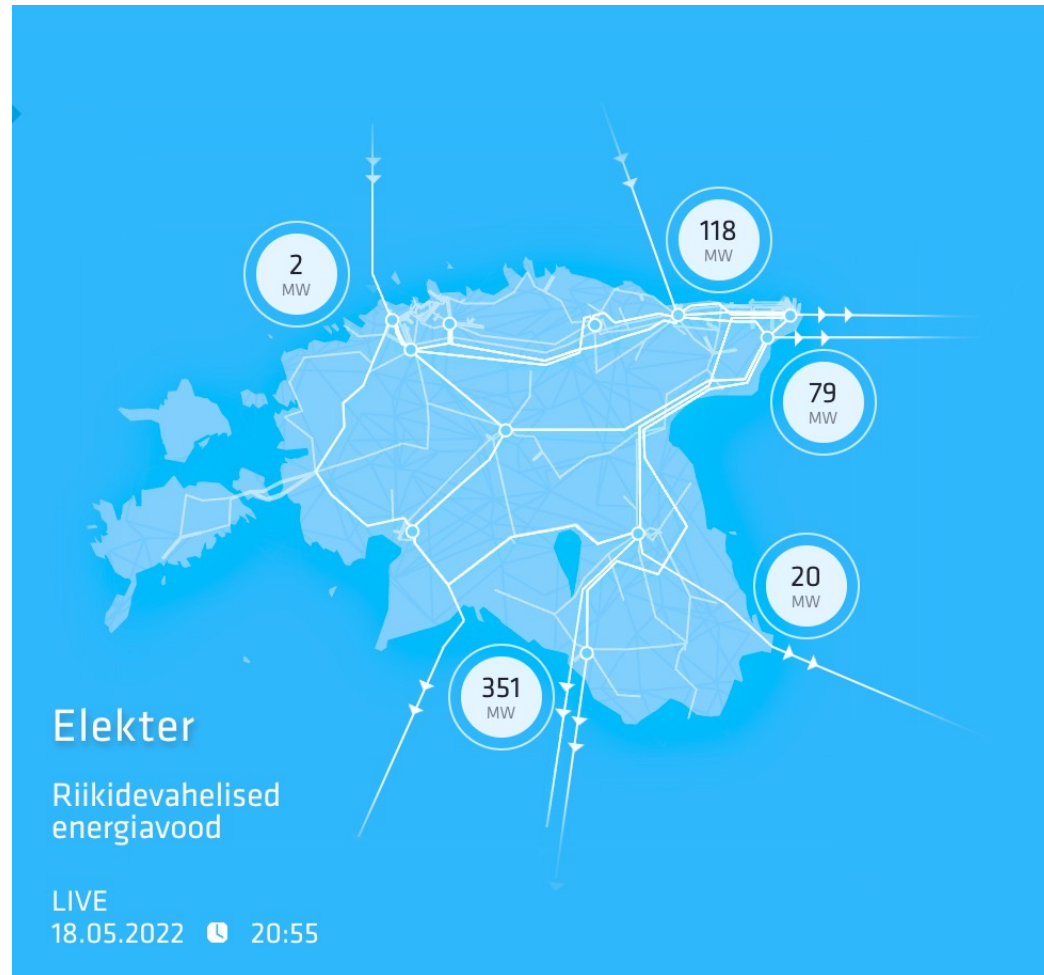 118
MW
2
MW
79
MW
20
MW
351
MW
Elekter
Riikidevahelised
energiavood
LIVE
18.05.2022 20:55